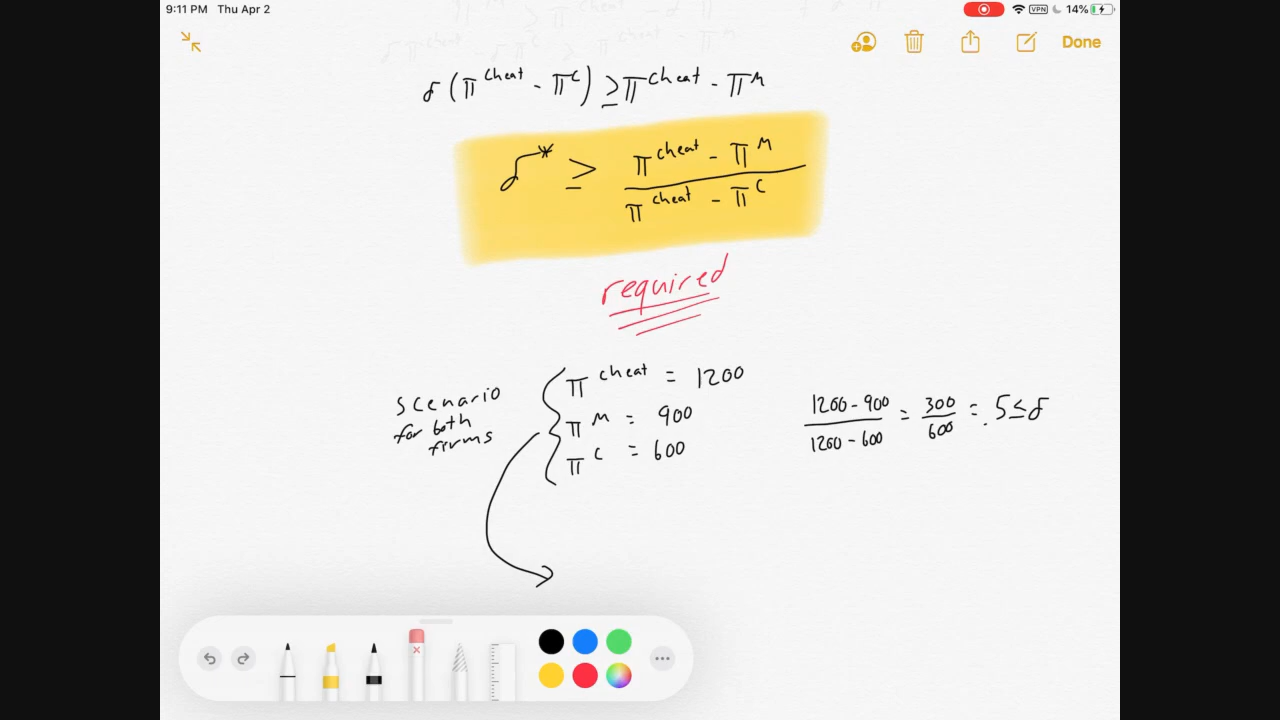 9:11 PM Thu Apr 2
VPN 14%
Done
δ(π^cheat - π^C) ≥ π^cheat - π^M
δ* ≥ (π^cheat - π^M) / (π^cheat - π^C)
required
scenario
for both
firms
π^cheat = 1200
π^M = 900
π^C = 600
(1200 - 900) / (1200 - 600) = 300/600 = .5 ≤ δ